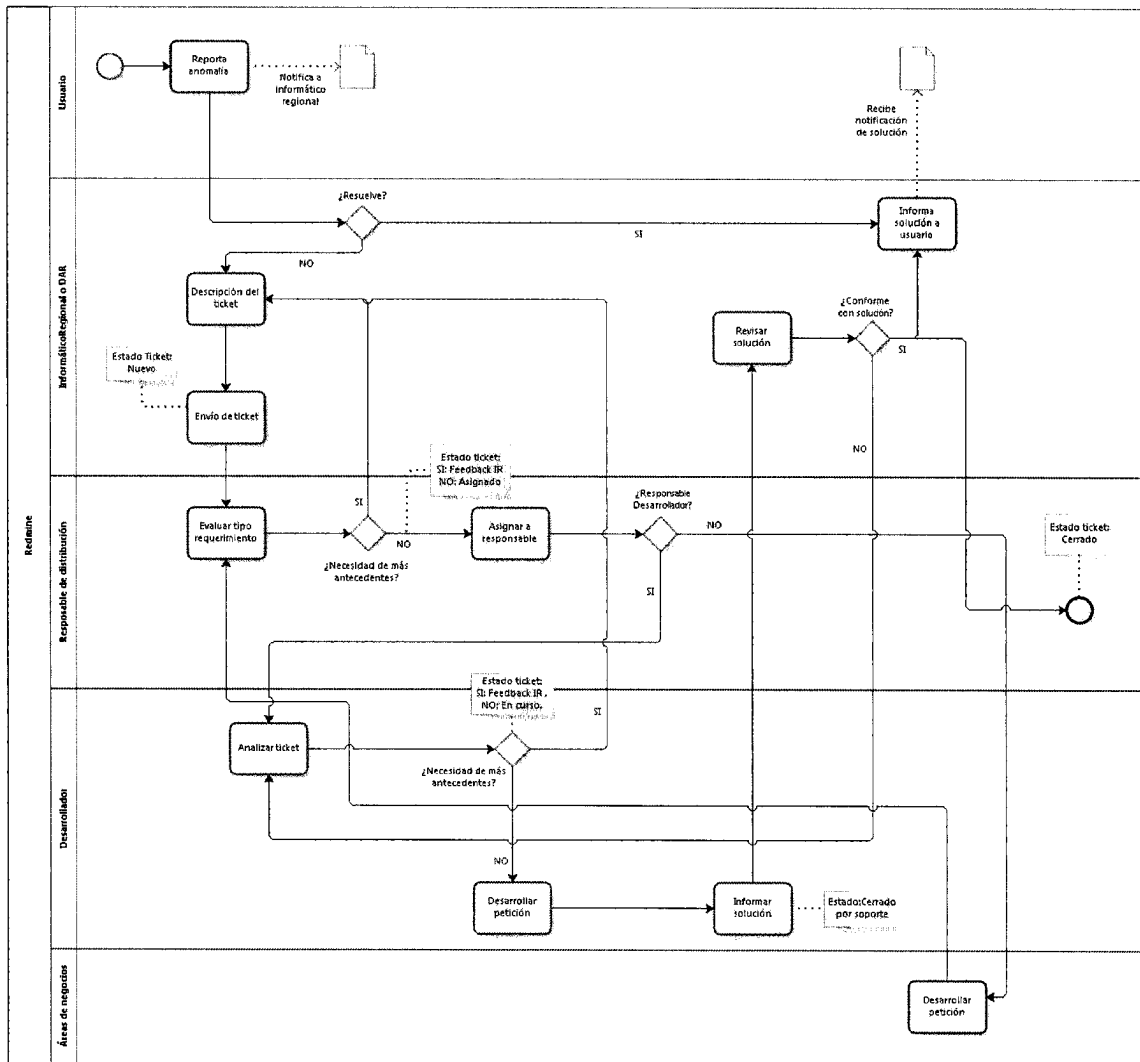 Redmine
Usuario
Reporta
anomalía
Notifica a
informático
regional
Recibe
notificación
de solución
InformáticoRegional o DAR
¿Resuelve?
SI
NO
Informa
solución a
usuario
Descripción del
ticket
Estado Ticket:
Nuevo
Envío de ticket
Revisar
solución
¿Conforme
con solución?
SI
NO
Resposable de distribución
Evaluar tipo
requerimiento
SI
NO
¿Necesidad de más
antecedentes?
Estado ticket:
SI: Feedback IR
NO: Asignado
Asignar a
responsable
¿Responsable
Desarrollador?
NO
SI
Estado ticket:
Cerrado
Desarrollador
Analizar ticket
Estado ticket:
SI: Feedback IR.
NO: En curso.
SI
¿Necesidad de más
antecedentes?
NO
Desarrollar
petición
Informar
solución
Estado:Cerrado
por soporte
Áreas de negocios
Desarrollar
petición